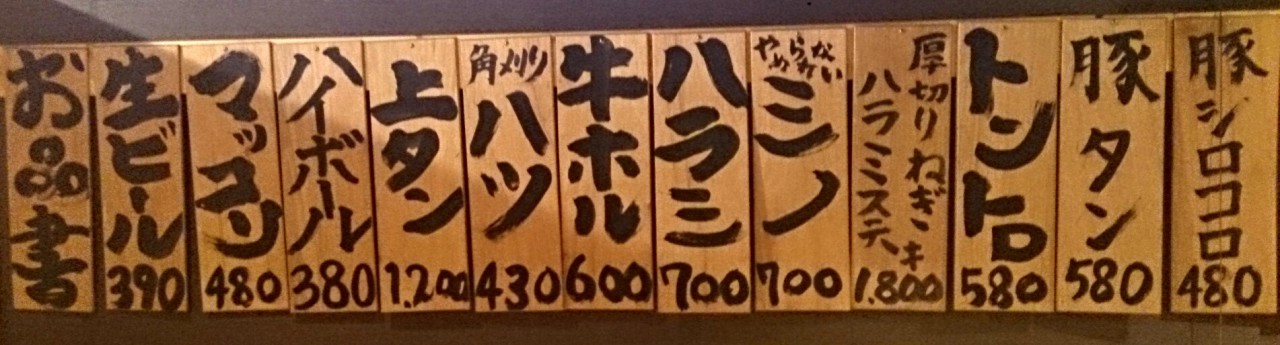 お品書
生ビール
390
マッコリ
480
ハイボール
380
上タン
1.200
角刈り
ハツ
430
牛ホル
600
ハラミ
700
やめられない
ミノ
700
厚切りねぎ
ハラミステーキ
1.800
トントロ
580
豚タン
580
豚シロコロ
480